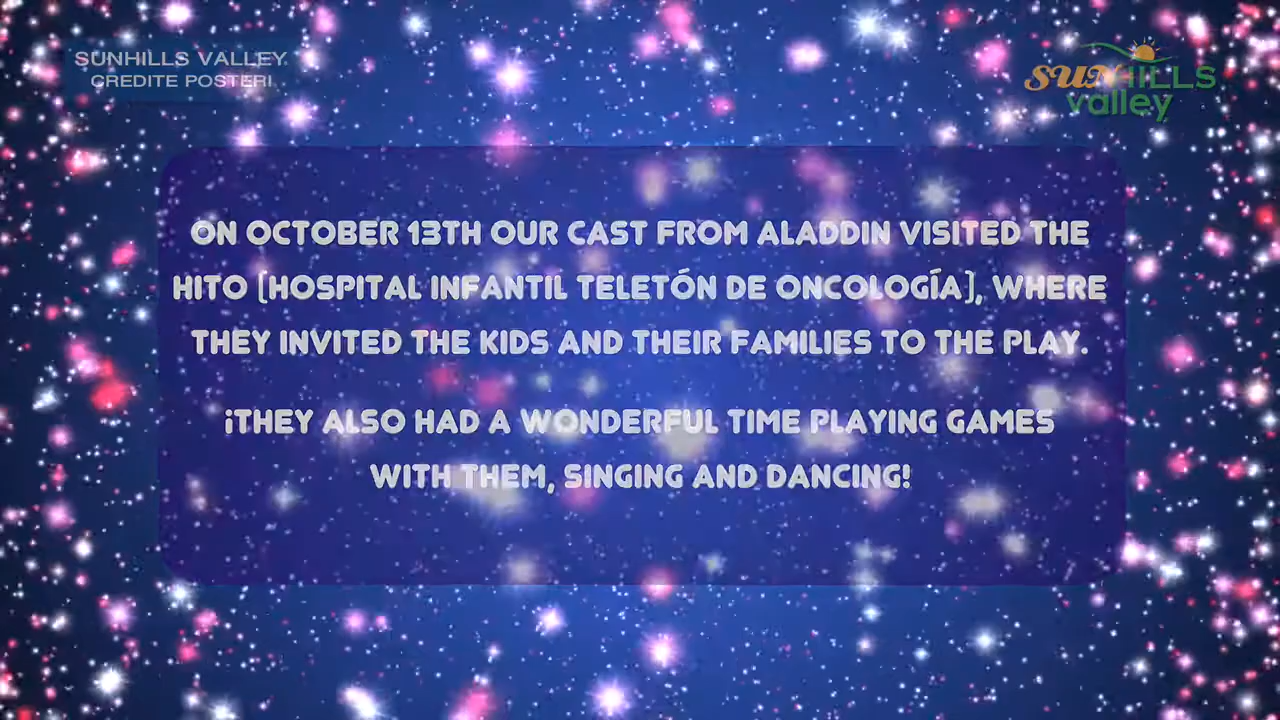 SUNHILLS VALLEY
CREDITE POSTERI
SUNHILLS
valley
ON OCTOBER 13TH OUR CAST FROM ALADDIN VISITED THE
HITO (HOSPITAL INFANTIL TELETÓN DE ONCOLOGÍA), WHERE
THEY INVITED THE KIDS AND THEIR FAMILIES TO THE PLAY.
¡THEY ALSO HAD A WONDERFUL TIME PLAYING GAMES
WITH THEM, SINGING AND DANCING!